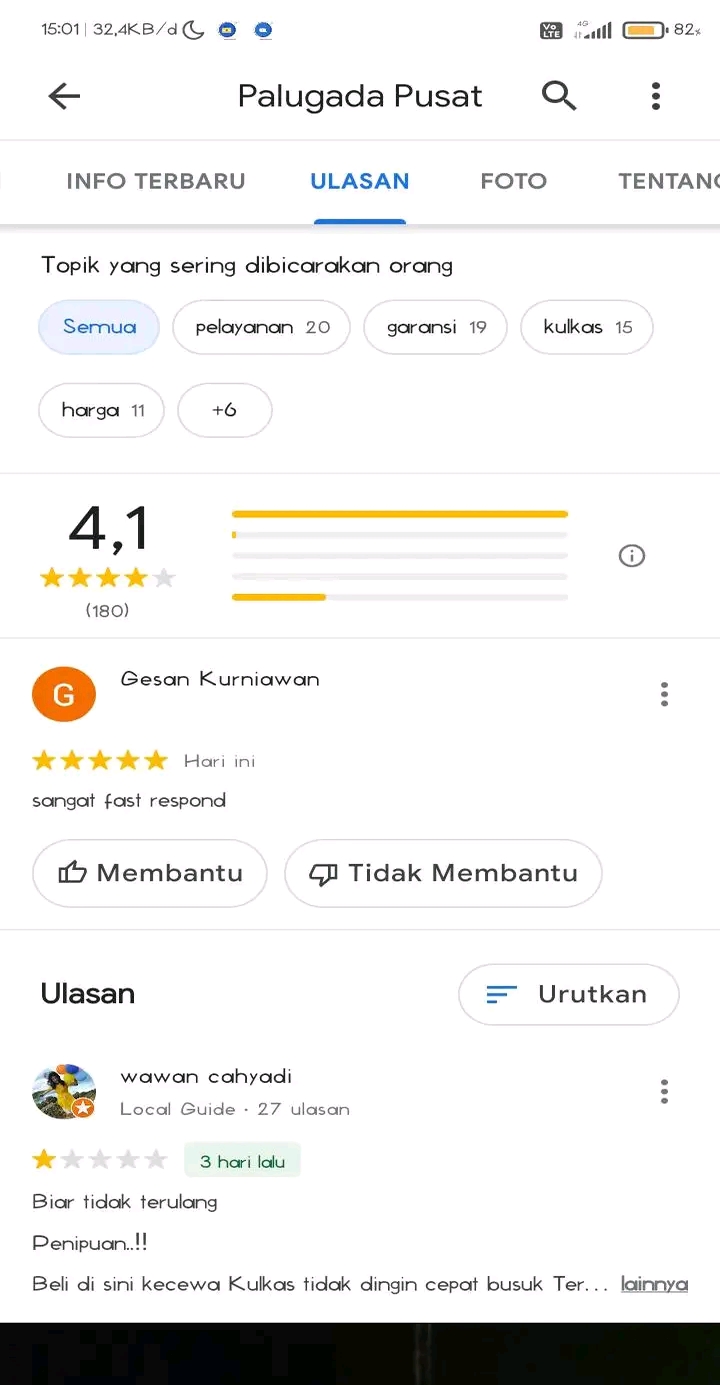 15:01 | 32,4KB/d
Vo LTE 4G 82%
Palugada Pusat
INFO TERBARU ULASAN FOTO TENTANG
Topik yang sering dibicarakan orang
Semua pelayanan 20 garansi 19 kulkas 15
harga 11 +6
4,1
(180)
G Gesan Kurniawan
Hari ini
sangat fast respond
Membantu Tidak Membantu
Ulasan Urutkan
wawan cahyadi
Local Guide · 27 ulasan
3 hari lalu
Biar tidak terulang
Penipuan..!!
Beli di sini kecewa Kulkas tidak dingin cepat busuk Ter... lainnya